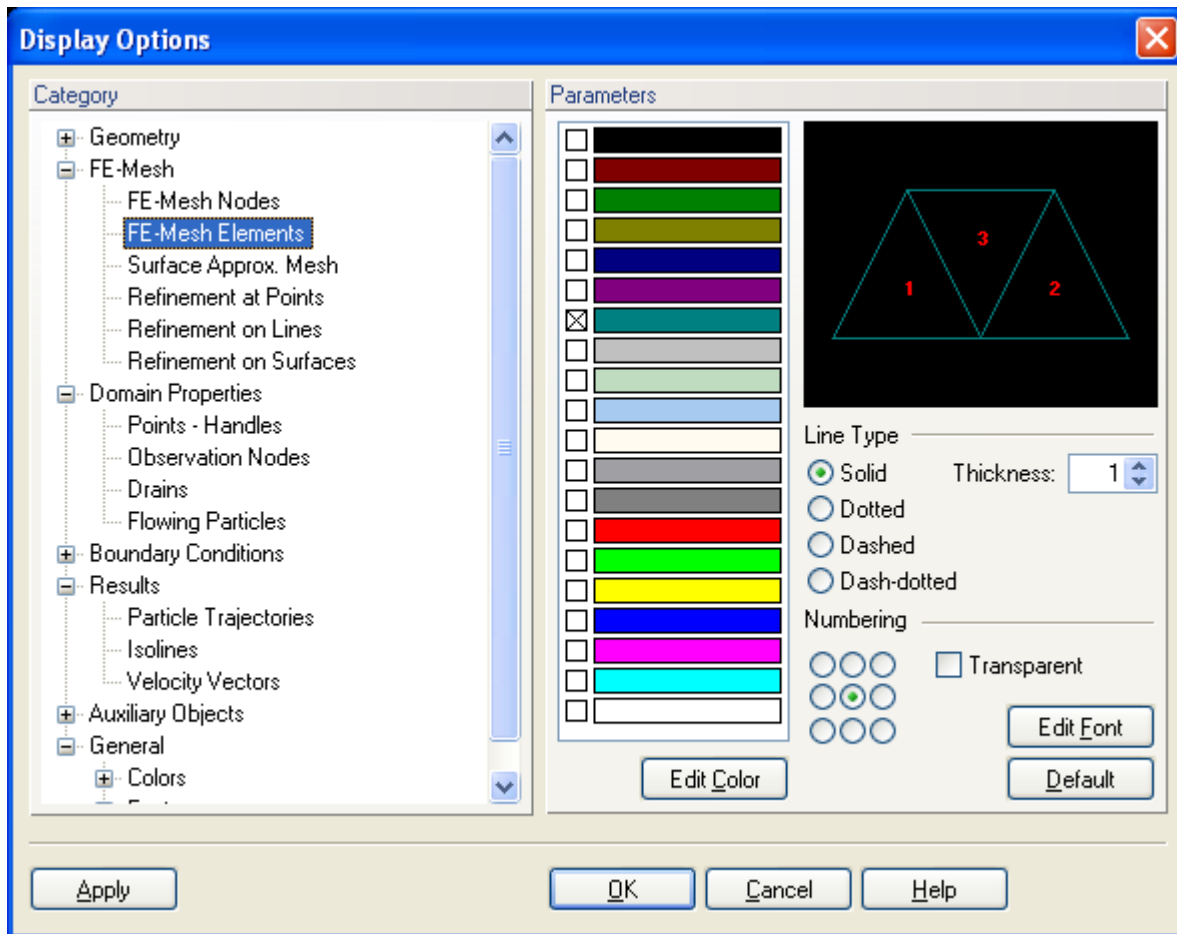 Display Options
Category
Geometry
FE-Mesh
FE-Mesh Nodes
FE-Mesh Elements
Surface Approx. Mesh
Refinement at Points
Refinement on Lines
Refinement on Surfaces
Domain Properties
Points - Handles
Observation Nodes
Drains
Flowing Particles
Boundary Conditions
Results
Particle Trajectories
Isolines
Velocity Vectors
Auxiliary Objects
General
Colors
Parameters
3
1 2
Line Type
Solid Thickness: 1
Dotted
Dashed
Dash-dotted
Numbering
Transparent
Edit Font
Edit Color Default
Apply OK Cancel Help